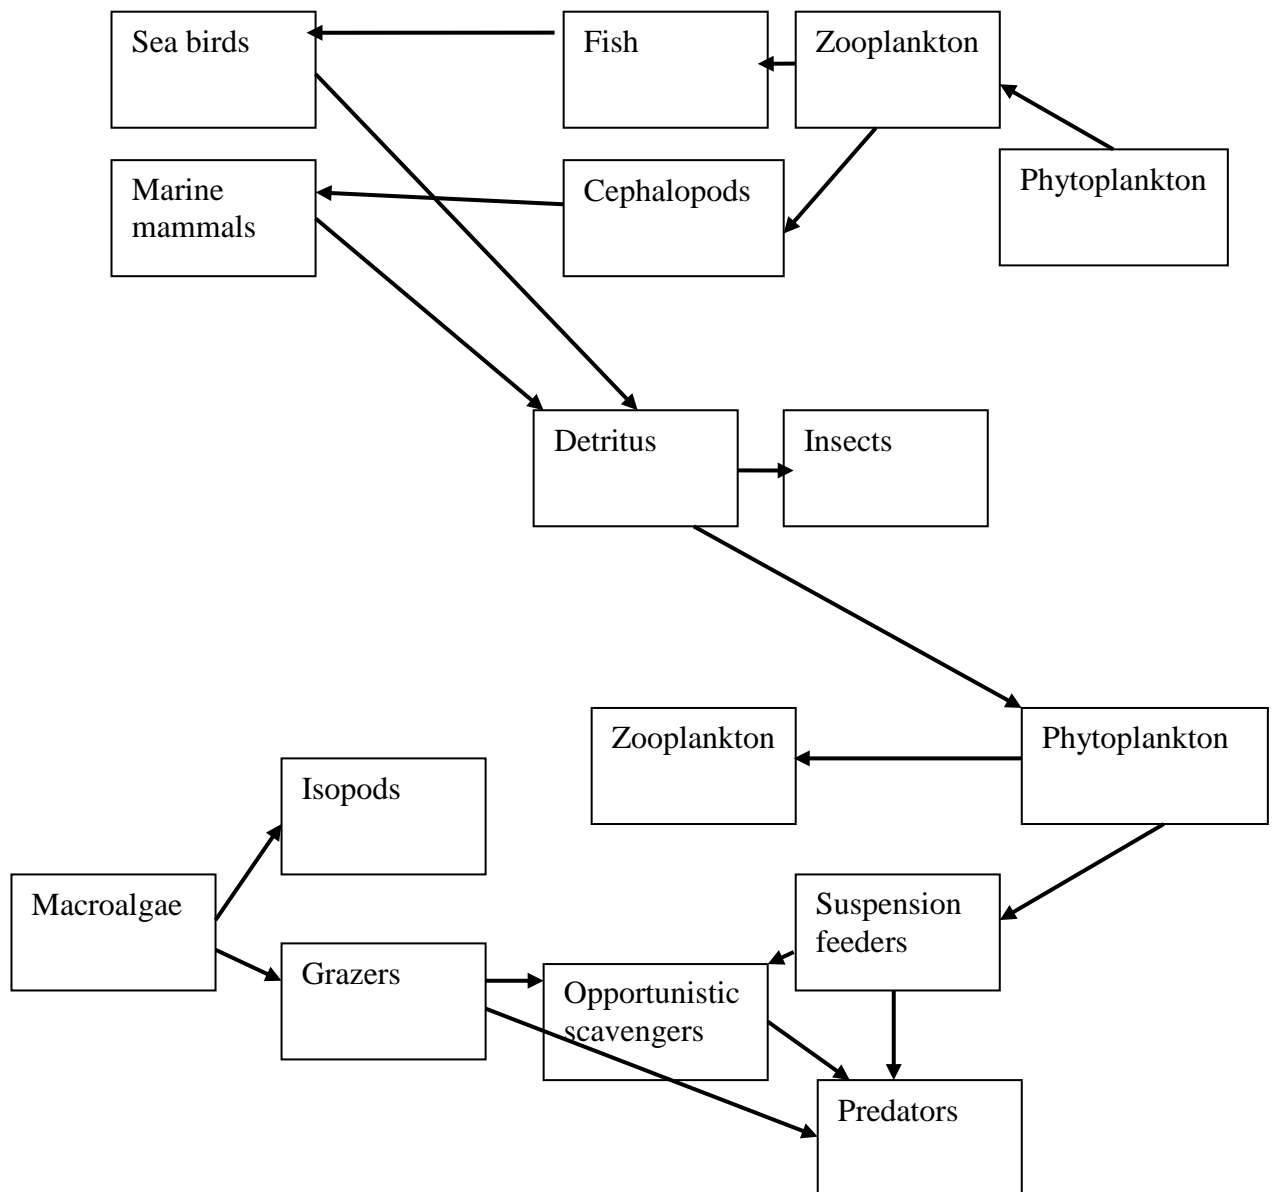 Sea birds
Fish
Zooplankton
Marine
mammals
Cephalopods
Phytoplankton
Detritus
Insects
Zooplankton
Phytoplankton
Isopods
Macroalgae
Suspension
feeders
Grazers
Opportunistic
scavengers
Predators